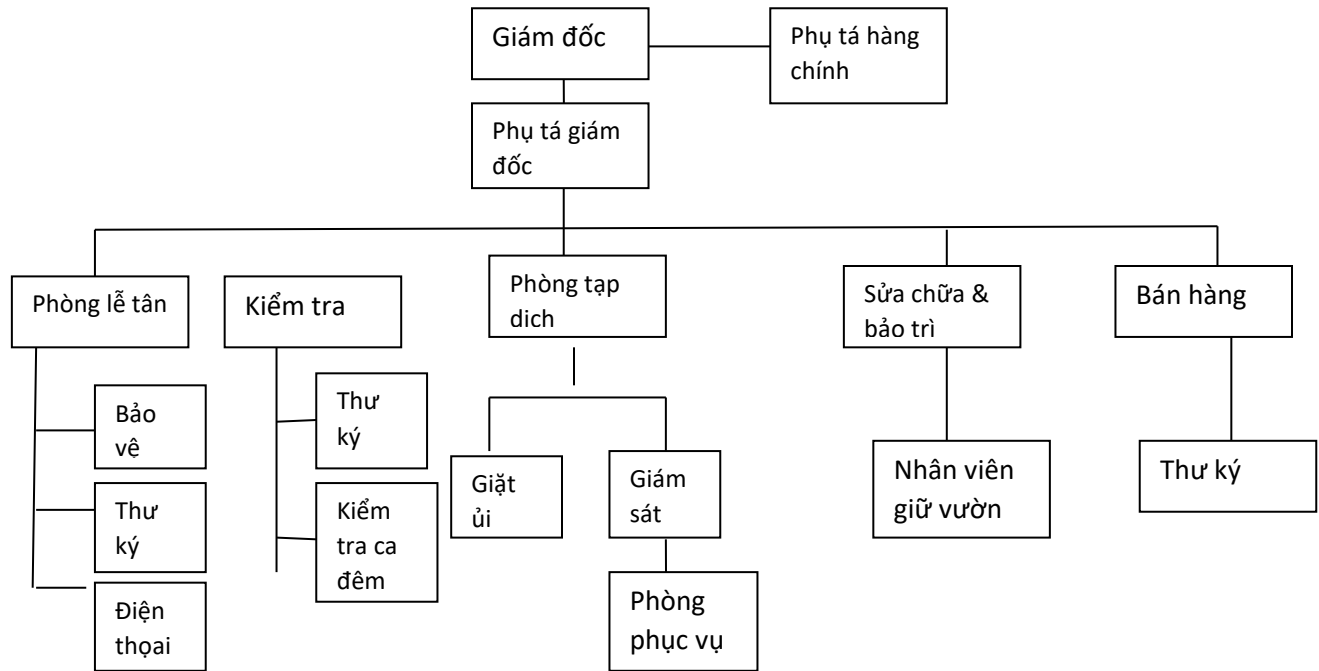 Giám đốc
Phụ tá hàng
chính
Phụ tá giám
đốc
Phòng lễ tân
Kiểm tra
Phòng tạp
dich
Sửa chữa &
bảo trì
Bán hàng
Bảo
vệ
Thư
ký
Điện
thọai
Thư
ký
Kiểm
tra ca
đêm
Giặt
ủi
Giám
sát
Phòng
phục vụ
Nhân viên
giữ vườn
Thư ký